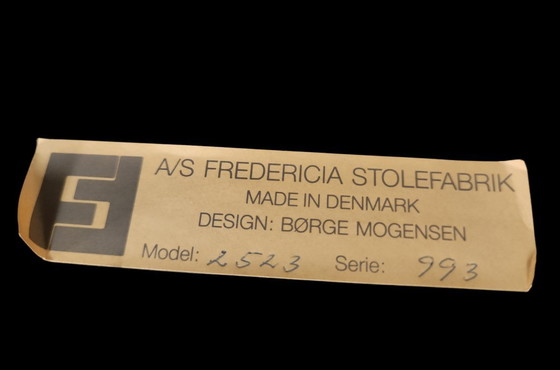 A/S FREDERICIA STOLEFABRIK
MADE IN DENMARK
DESIGN: BØRGE MOGENSEN
Model: 2523 Serie: 993